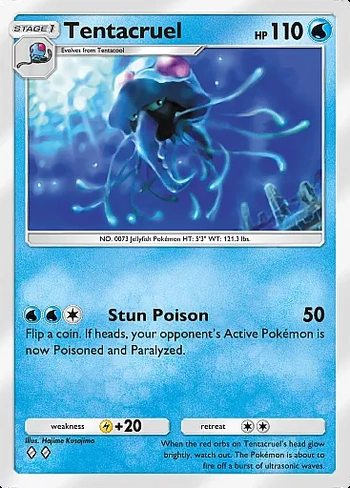 STAGE 1
Tentacruel
HP 110
Evolves from Tentacool
NO. 0073 Jellyfish Pokémon HT: 5'3" WT: 121.3 lbs.
Stun Poison 50
Flip a coin. If heads, your opponent's Active Pokémon is
now Poisoned and Paralyzed.
weakness +20 retreat
Illus. Hajime Kusajima
When the red orbs on Tentacruel's head glow
brightly, watch out. The Pokémon is about to
fire off a burst of ultrasonic waves.